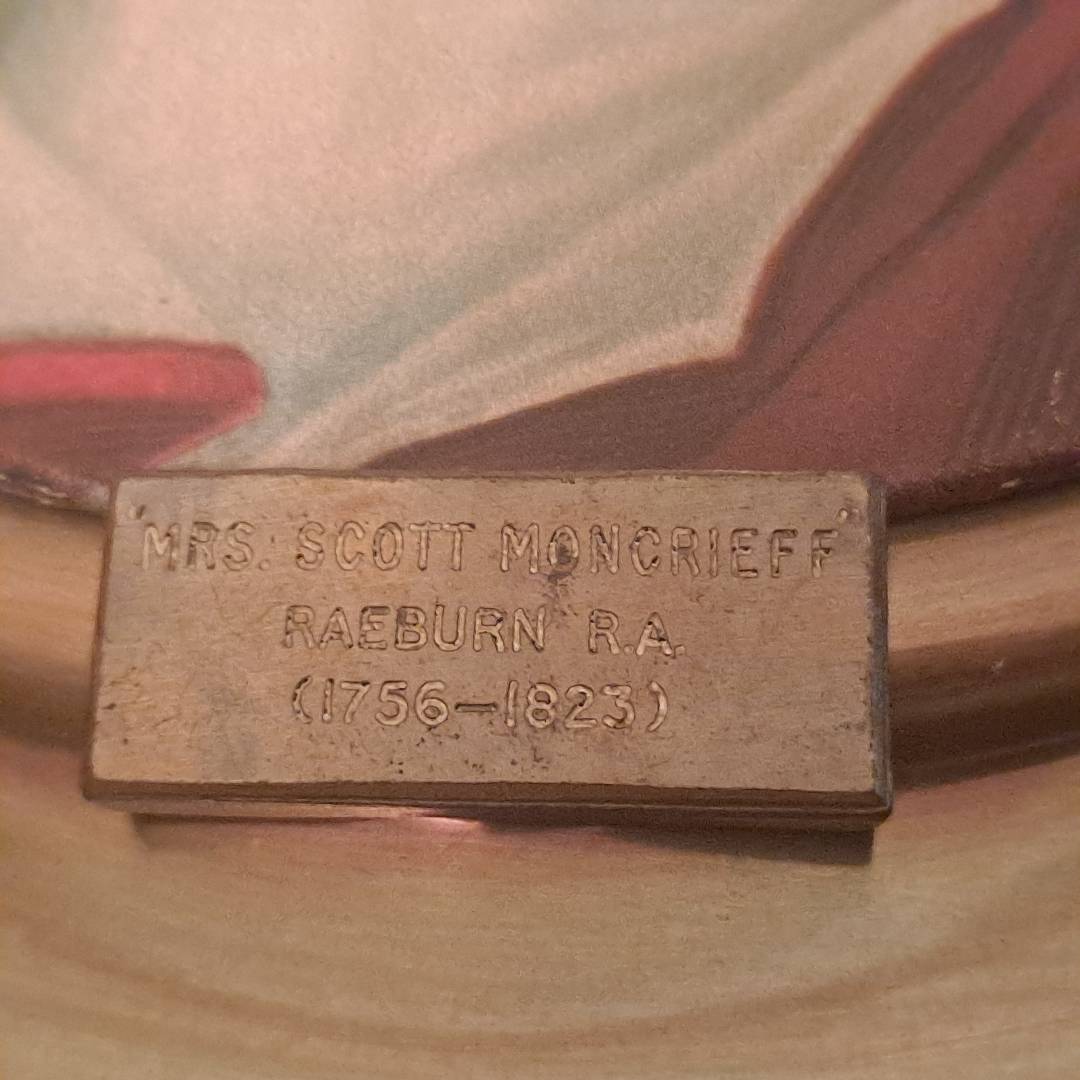 "MRS. SCOTT MONCRIEFF"
RAEBURN R.A.
(1756–1823)